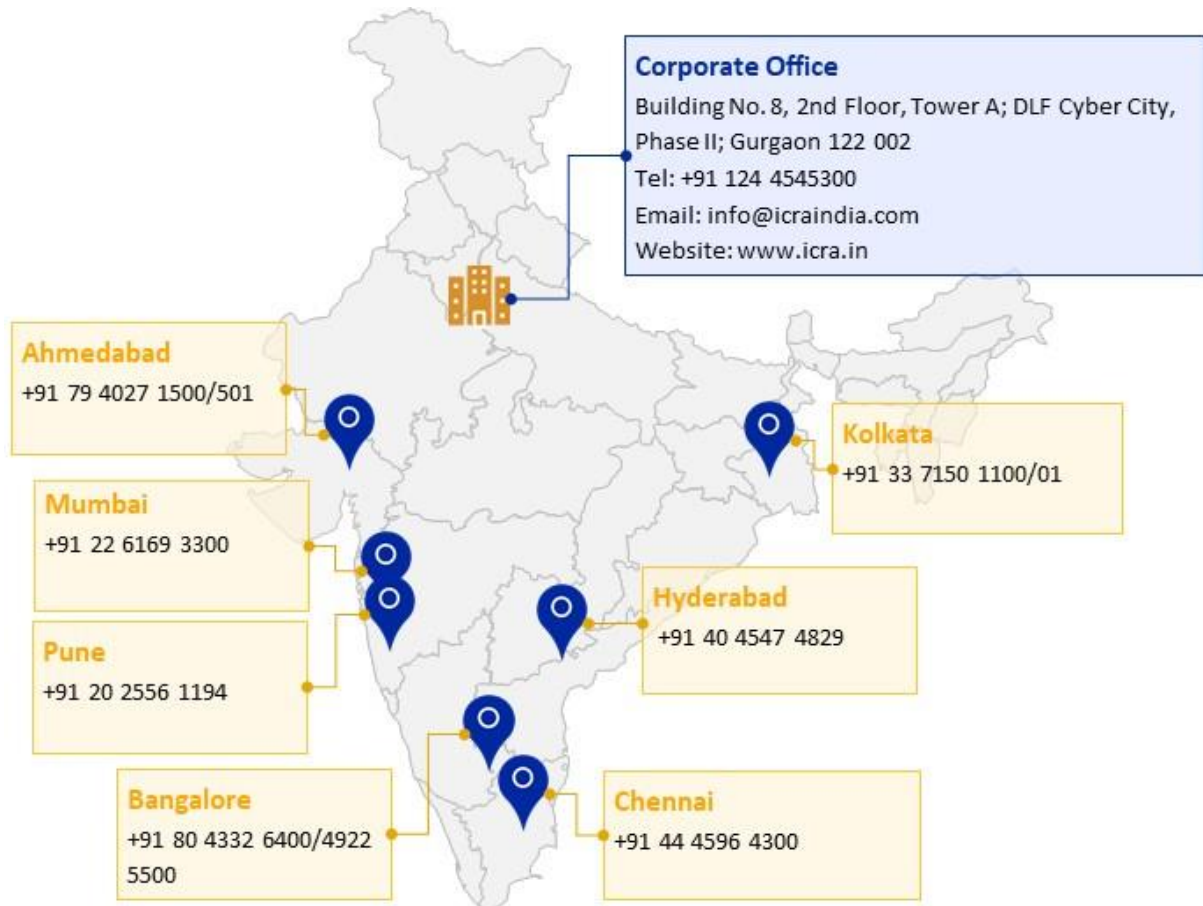 Corporate Office
Building No. 8, 2nd Floor, Tower A; DLF Cyber City,
Phase II; Gurgaon 122 002
Tel: +91 124 4545300
Email: info@icraindia.com
Website: www.icra.in
Ahmedabad
+91 79 4027 1500/501
Kolkata
+91 33 7150 1100/01
Mumbai
+91 22 6169 3300
Hyderabad
+91 40 4547 4829
Pune
+91 20 2556 1194
Bangalore
+91 80 4332 6400/4922
5500
Chennai
+91 44 4596 4300